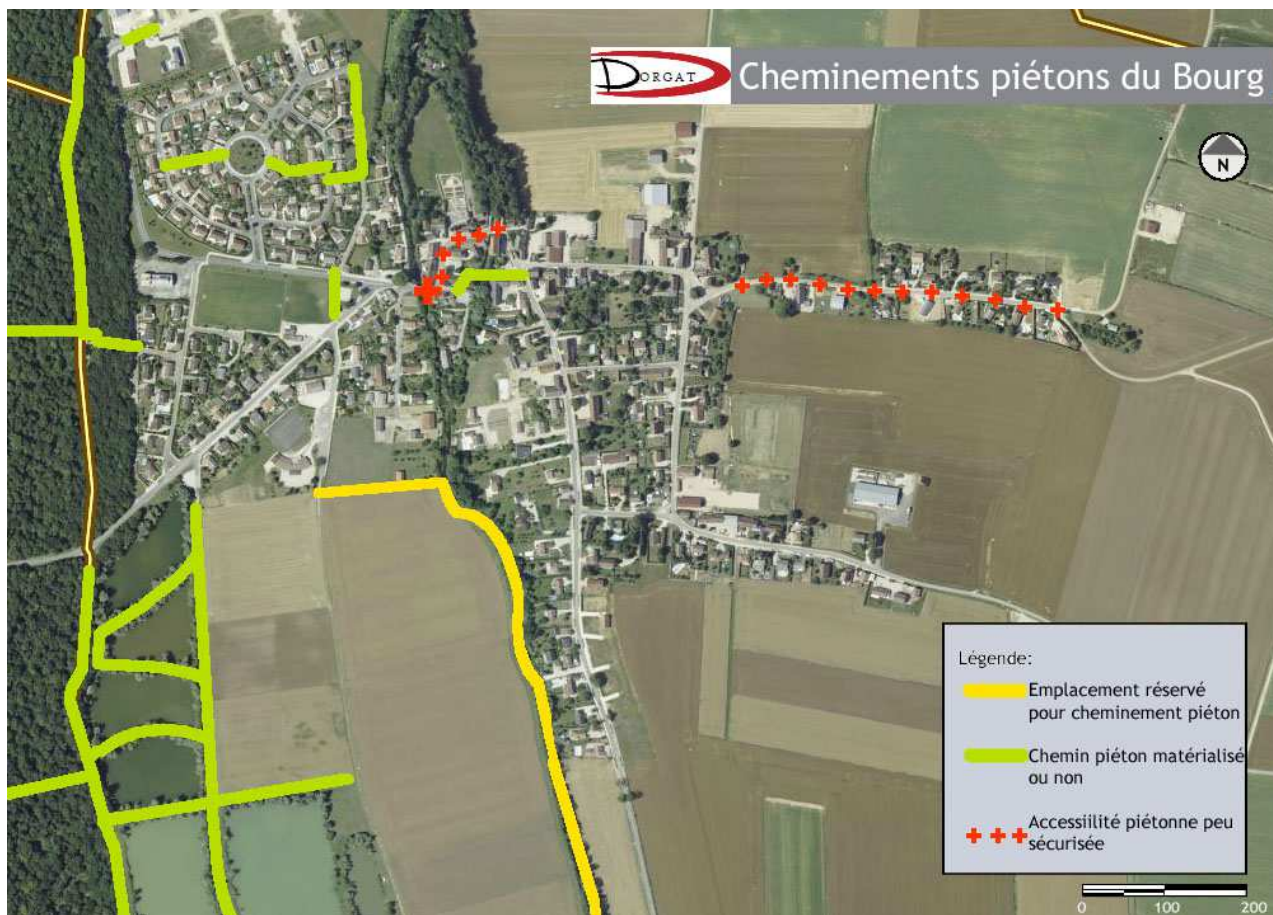 DORGAT
Cheminements piétons du Bourg
N
Légende:
Emplacement réservé
pour cheminement piéton
Chemin piéton matérialisé
ou non
Accessiilité piétonne peu
sécurisée
0 100 200